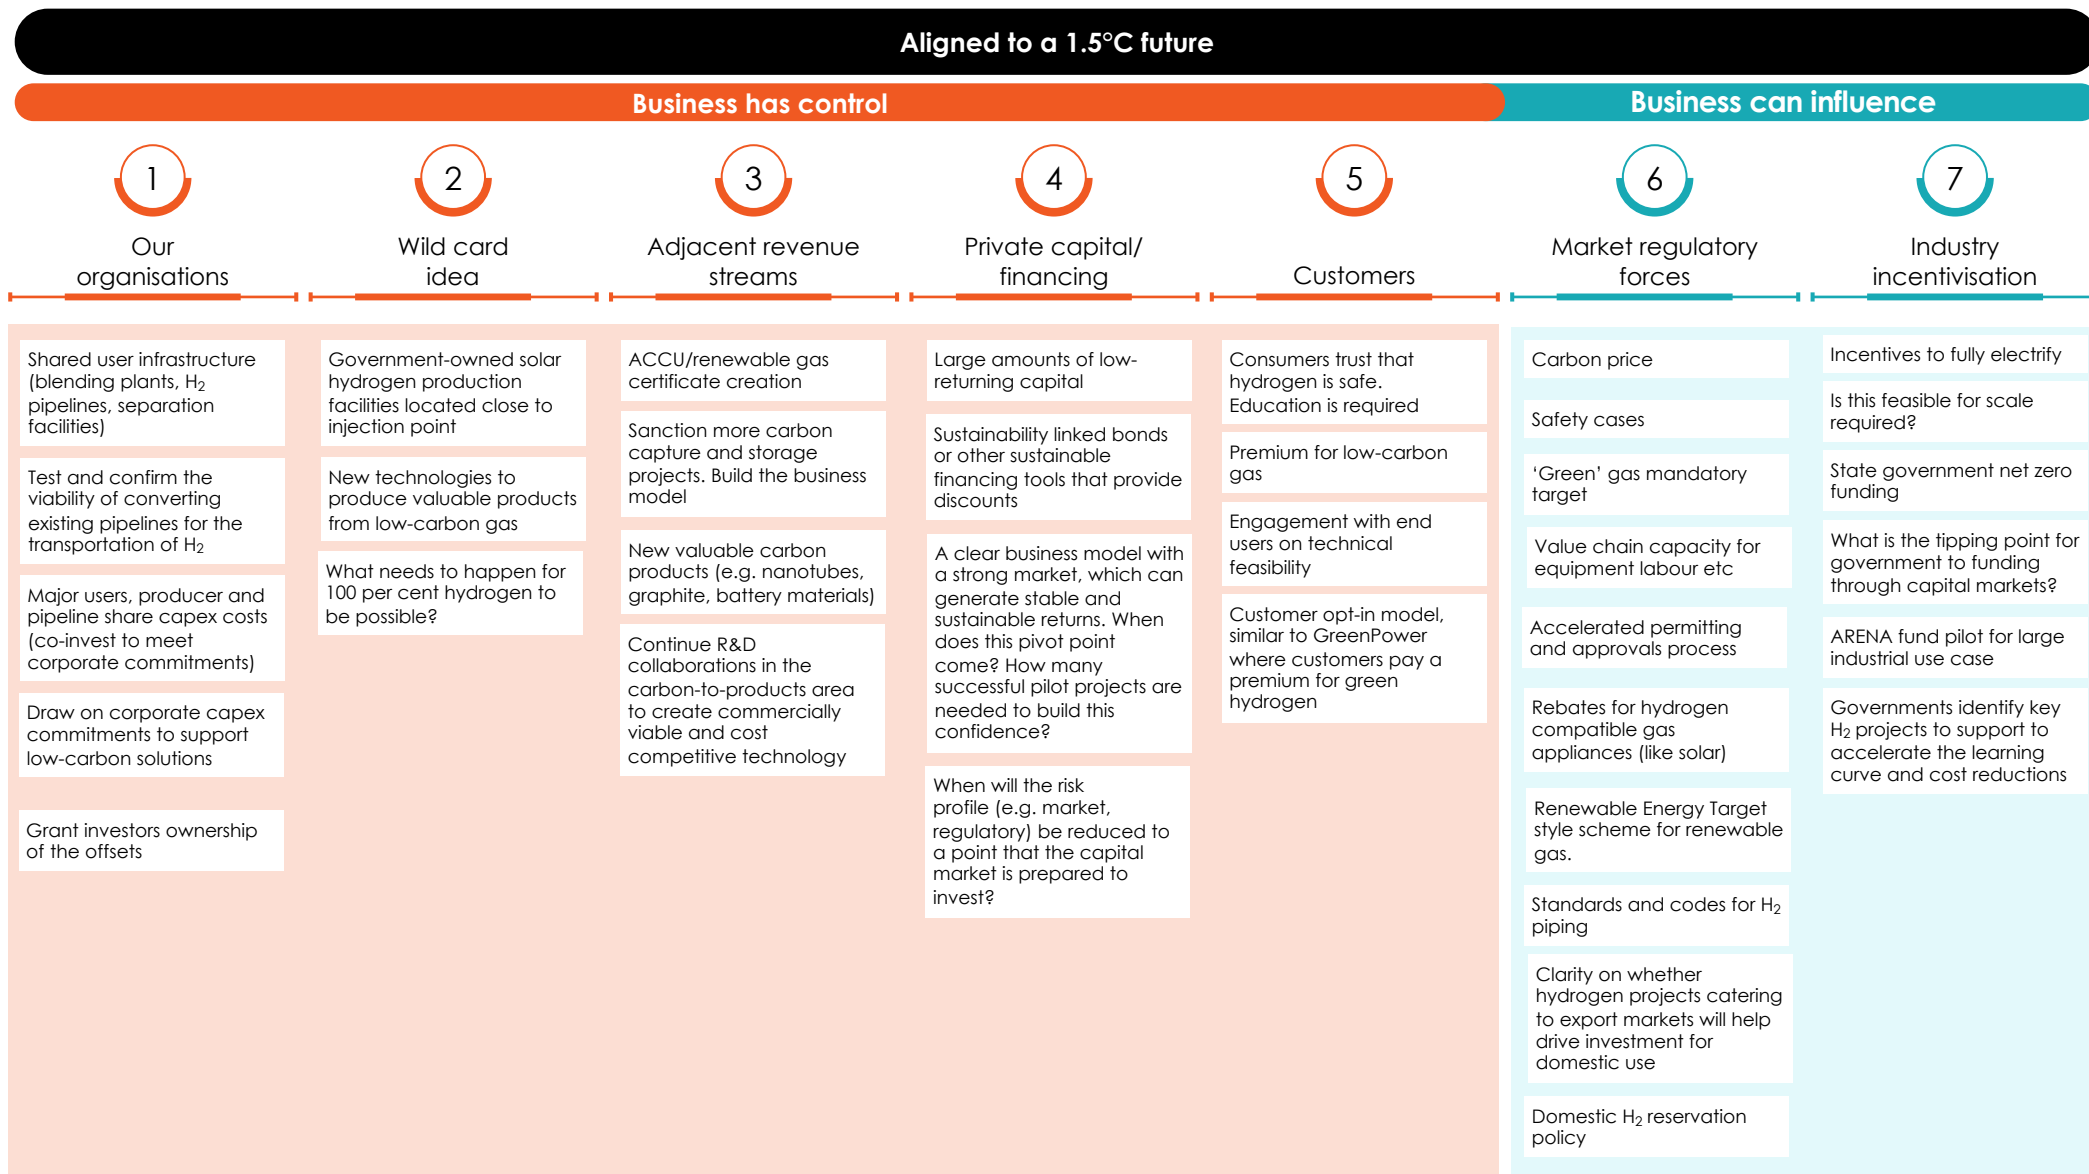 Aligned to a 1.5°C future
Business has control
Business can influence
1
Our
organisations
Shared user infrastructure
(blending plants, H₂
pipelines, separation
facilities)
Test and confirm the
viability of converting
existing pipelines for the
transportation of H₂
Major users, producer and
pipeline share capex costs
(co-invest to meet
corporate commitments)
Draw on corporate capex
commitments to support
low-carbon solutions
Grant investors ownership
of the offsets
2
Wild card
idea
Government-owned solar
hydrogen production
facilities located close to
injection point
New technologies to
produce valuable products
from low-carbon gas
What needs to happen for
100 per cent hydrogen to
be possible?
3
Adjacent revenue
streams
ACCU/renewable gas
certificate creation
Sanction more carbon
capture and storage
projects. Build the business
model
New valuable carbon
products (e.g. nanotubes,
graphite, battery materials)
Continue R&D
collaborations in the
carbon-to-products area
to create commercially
viable and cost
competitive technology
4
Private capital/
financing
Large amounts of low-
returning capital
Sustainability linked bonds
or other sustainable
financing tools that provide
discounts
A clear business model with
a strong market, which can
generate stable and
sustainable returns. When
does this pivot point
come? How many
successful pilot projects are
needed to build this
confidence?
When will the risk
profile (e.g. market,
regulatory) be reduced to
a point that the capital
market is prepared to
invest?
5
Customers
Consumers trust that
hydrogen is safe.
Education is required
Premium for low-carbon
gas
Engagement with end
users on technical
feasibility
Customer opt-in model,
similar to GreenPower
where customers pay a
premium for green
hydrogen
6
Market regulatory
forces
Carbon price
Safety cases
‘Green’ gas mandatory
target
Value chain capacity for
equipment labour etc
Accelerated permitting
and approvals process
Rebates for hydrogen
compatible gas
appliances (like solar)
Renewable Energy Target
style scheme for renewable
gas.
Standards and codes for H₂
piping
Clarity on whether
hydrogen projects catering
to export markets will help
drive investment for
domestic use
Domestic H₂ reservation
policy
7
Industry
incentivisation
Incentives to fully electrify
Is this feasible for scale
required?
State government net zero
funding
What is the tipping point for
government to funding
through capital markets?
ARENA fund pilot for large
industrial use case
Governments identify key
H₂ projects to support to
accelerate the learning
curve and cost reductions